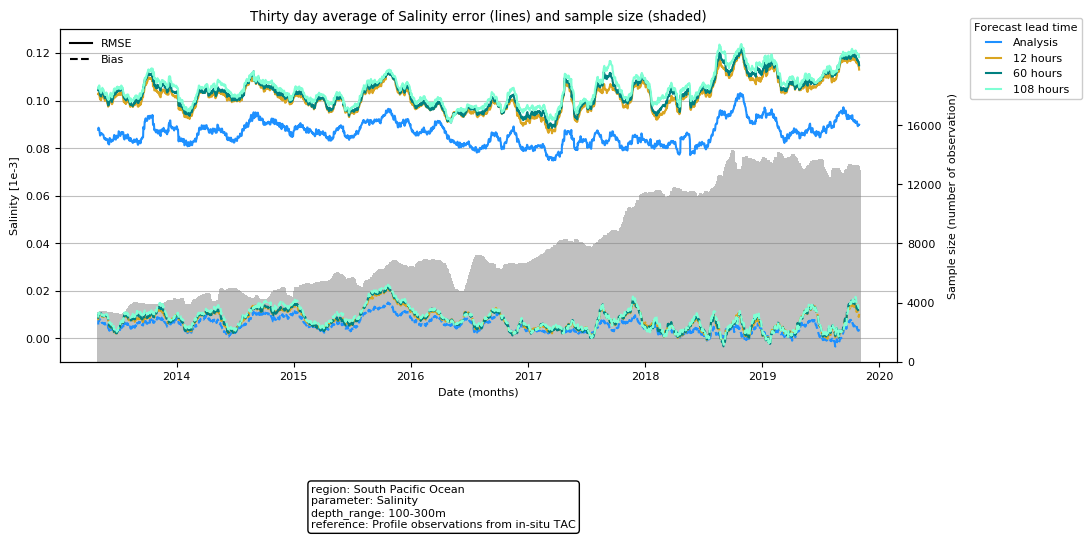 Thirty day average of Salinity error (lines) and sample size (shaded)
RMSE
Bias
Forecast lead time
Analysis
12 hours
60 hours
108 hours
0.12
0.10
0.08
0.06
0.04
0.02
0.00
Salinity [1e-3]
16000
12000
8000
4000
0
Sample size (number of observation)
2014
2015
2016
2017
2018
2019
2020
Date (months)
region: South Pacific Ocean
parameter: Salinity
depth_range: 100-300m
reference: Profile observations from in-situ TAC